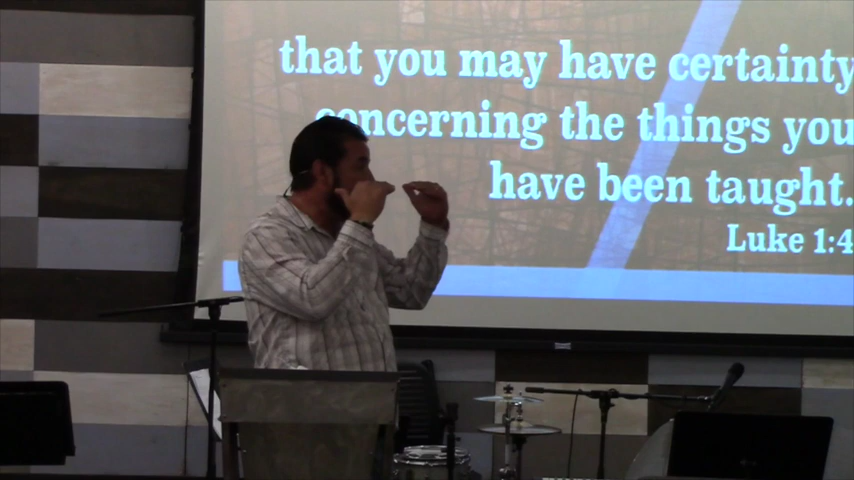 that you may have certainty
concerning the things you
have been taught.
Luke 1:4